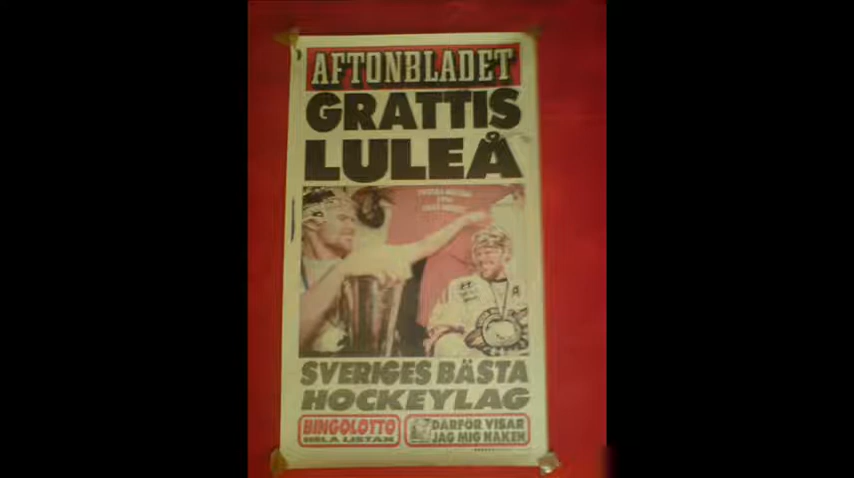 AFTONBLADET
GRATTIS
LULEÅ
SVERIGES BÄSTA
HOCKEYLAG
BINGOLOTTO
HELA LISTAN
DÄRFÖR VISAR
JAG MIG NAKEN